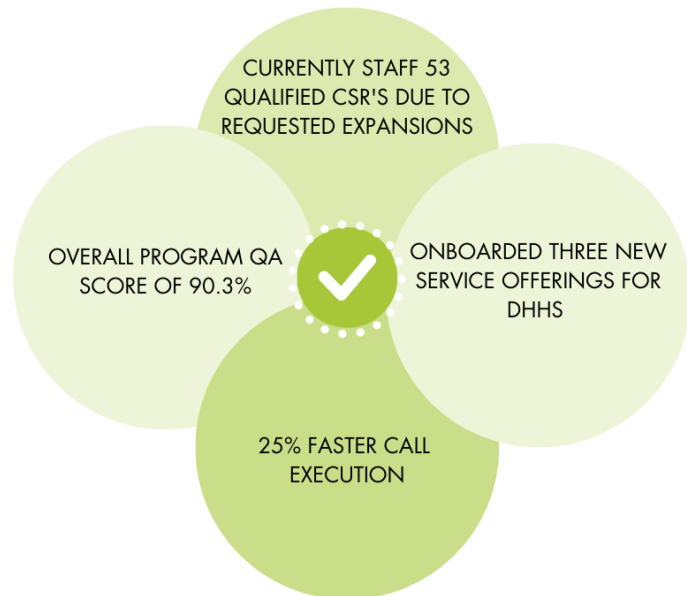 CURRENTLY STAFF 53
QUALIFIED CSR'S DUE TO
REQUESTED EXPANSIONS
OVERALL PROGRAM QA
SCORE OF 90.3%
ONBOARDED THREE NEW
SERVICE OFFERINGS FOR
DHHS
25% FASTER CALL
EXECUTION